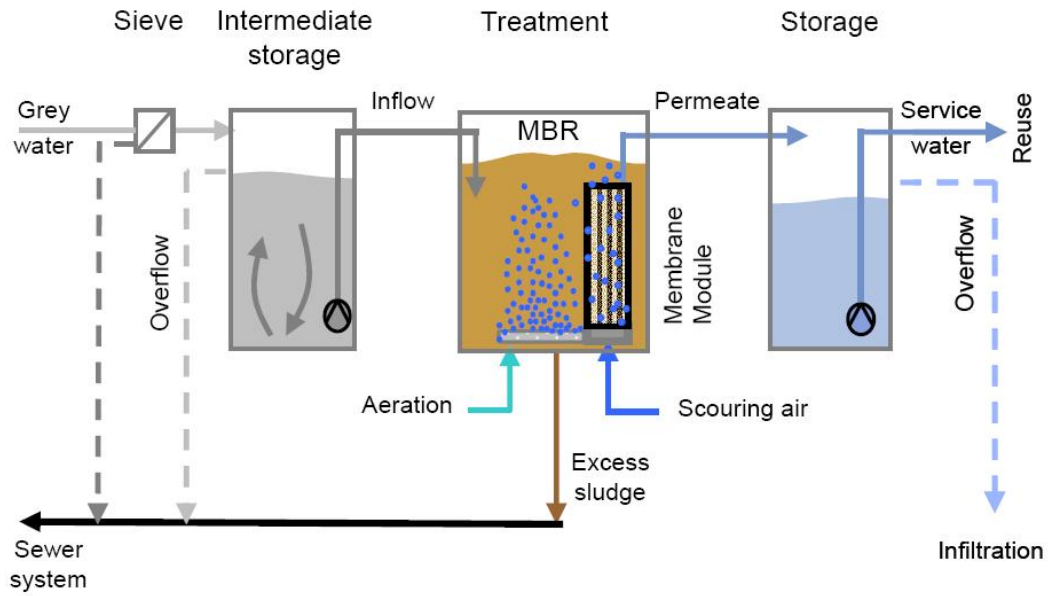 Sieve
Intermediate
storage
Treatment
Storage
Grey
water
Inflow
MBR
Permeate
Service
water
Reuse
Overflow
Membrane
Module
Overflow
Aeration
Scouring air
Excess
sludge
Sewer
system
Infiltration